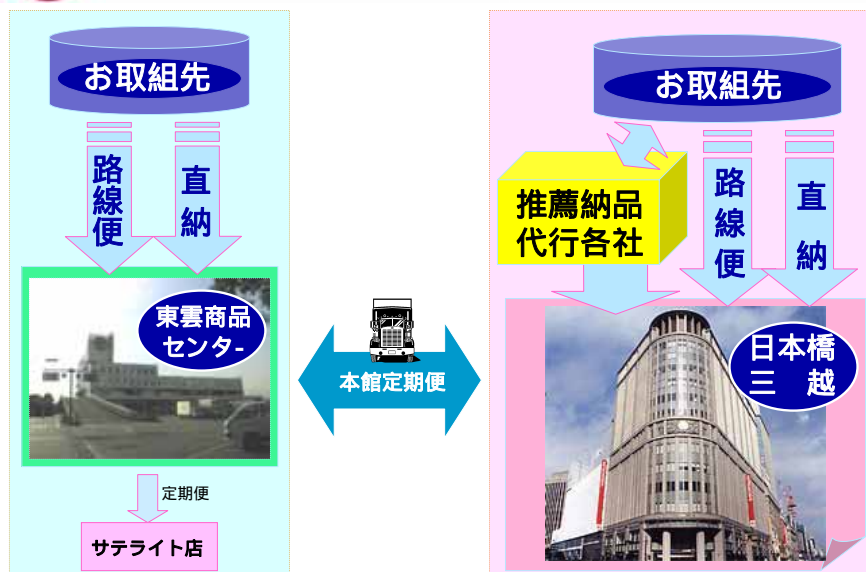 お取組先
路線便
直納
東雲商品
センタ-
定期便
サテライト店
本館定期便
お取組先
推薦納品
代行各社
路線便
直納
日本橋
三　越